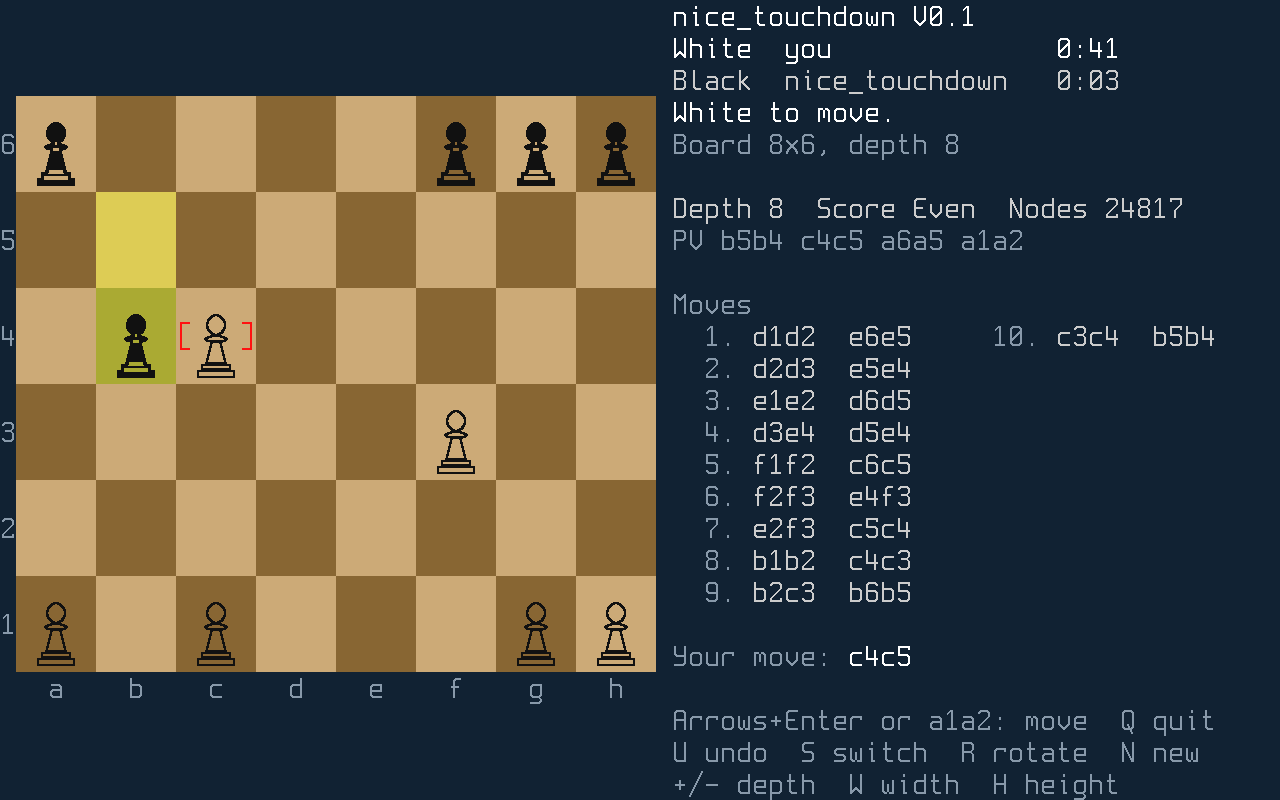 nice_touchdown V0.1
White  you  0:41
Black  nice_touchdown  0:03
White to move.
Board 8x6, depth 8
Depth 8  Score Even  Nodes 24817
PV b5b4 c4c5 a6a5 a1a2
Moves
1. d1d2  e6e5  10. c3c4  b5b4
2. d2d3  e5e4
3. e1e2  d6d5
4. d3e4  d5e4
5. f1f2  c6c5
6. f2f3  e4f3
7. e2f3  c5c4
8. b1b2  c4c3
9. b2c3  b6b5
Your move: c4c5
Arrows+Enter or a1a2: move  Q quit
U undo  S switch  R rotate  N new
+/- depth  W width  H height
6
5
4
3
2
1
a b c d e f g h